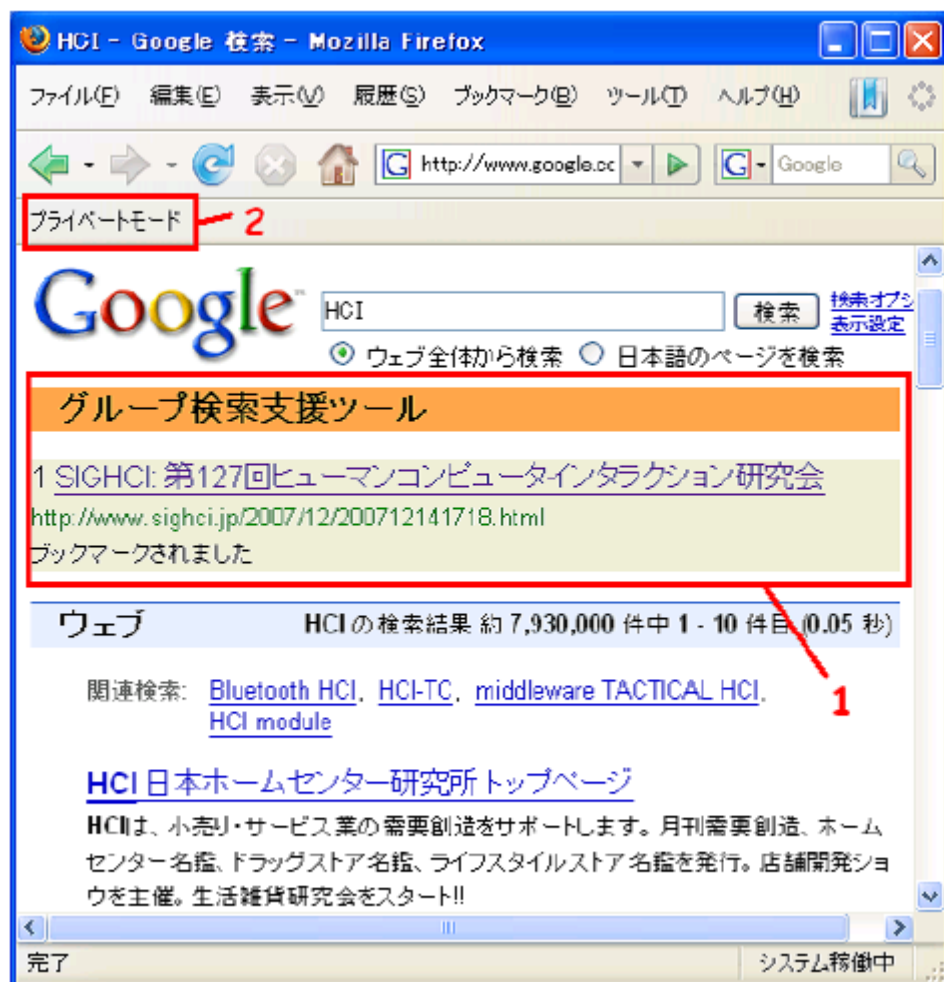 HCI - Google 検索 - Mozilla Firefox
ファイル(F) 編集(E) 表示(V) 履歴(S) ブックマーク(B) ツール(T) ヘルプ(H)
http://www.google.cc Google
プライベートモード 2
Google HCI 検索 検索オプシ
表示設定
ウェブ全体から検索 日本語のページを検索
グループ検索支援ツール
1 SIGHCI: 第127回ヒューマンコンピュータインタラクション研究会
http://www.sighci.jp/2007/12/200712141718.html
ブックマークされました
ウェブ HCI の検索結果 約 7,930,000 件中 1 - 10 件目 (0.05 秒)
1
関連検索: Bluetooth HCI, HCI-TC, middleware TACTICAL HCI,
HCI module
HCI 日本ホームセンター研究所 トップページ
HCIは、小売り・サービス業の需要創造をサポートします。月刊需要創造、ホーム
センター名鑑、ドラッグストア名鑑、ライフスタイルストア名鑑を発行。店舗開発ショ
ウを主催。生活雑貨研究会をスタート!!
完了 システム稼働中